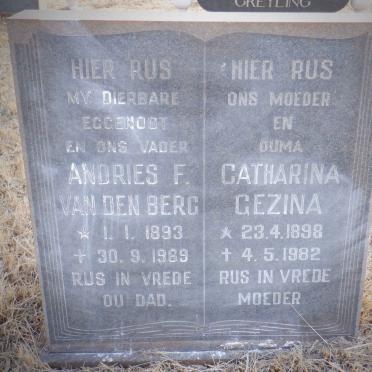 GREYLING
HIER RUS
MY DIERBARE
EGGENOOT
EN ONS VADER
ANDRIES F.
VAN DEN BERG
* 1.1.1893
† 30.9.1969
RUS IN VREDE
OU DAD.
HIER RUS
ONS MOEDER
EN
OUMA
CATHARINA
GEZINA
* 23.4.1898
† 4.5.1982
RUS IN VREDE
MOEDER